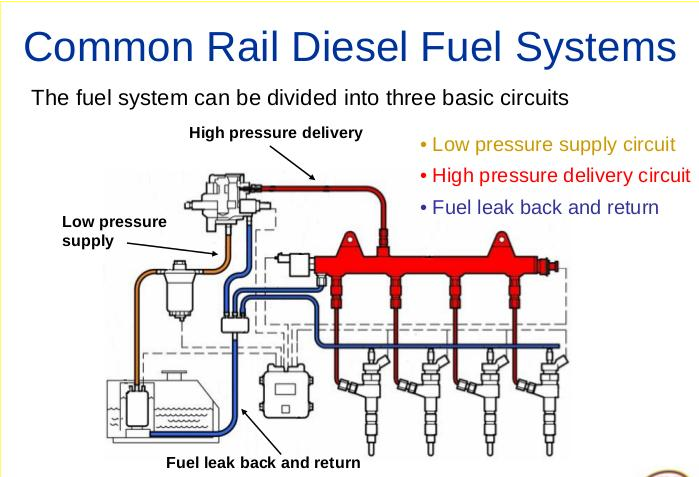 Common Rail Diesel Fuel Systems
The fuel system can be divided into three basic circuits
High pressure delivery
• Low pressure supply circuit
• High pressure delivery circuit
• Fuel leak back and return
Low pressure
supply
Fuel leak back and return